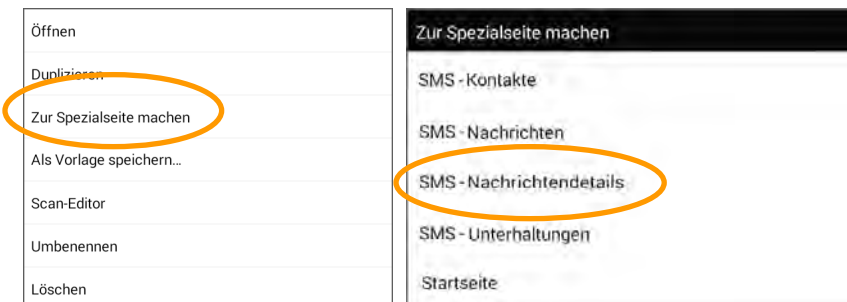 Öffnen
Duplizieren
Zur Spezialseite machen
Als Vorlage speichern...
Scan-Editor
Umbenennen
Löschen
Zur Spezialseite machen
SMS - Kontakte
SMS - Nachrichten
SMS - Nachrichtendetails
SMS - Unterhaltungen
Startseite